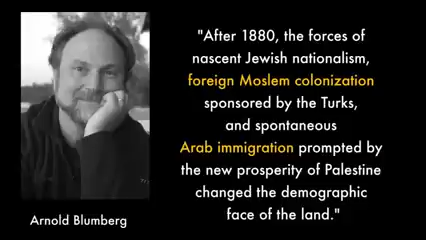 "After 1880, the forces of
nascent Jewish nationalism,
foreign Moslem colonization
sponsored by the Turks,
and spontaneous
Arab immigration prompted by
the new prosperity of Palestine
changed the demographic
face of the land."
Arnold Blumberg